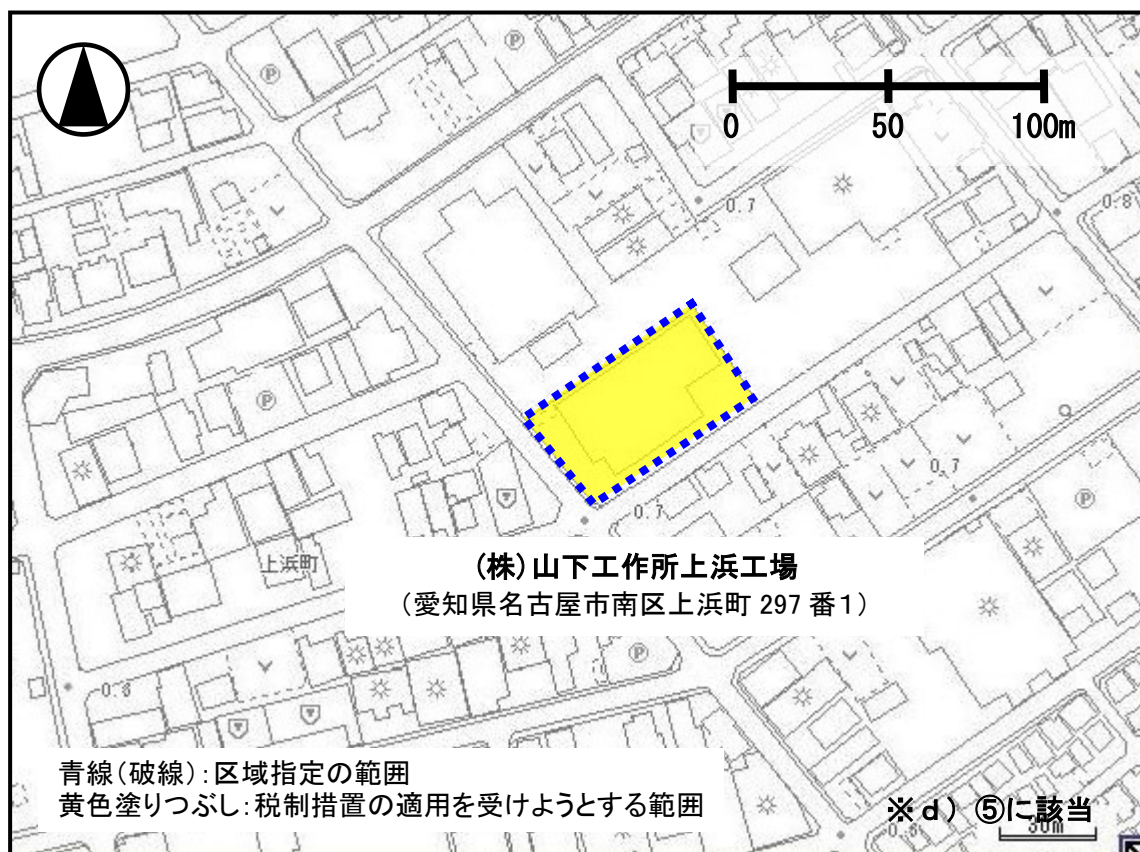 Ⓟ
Ⓟ
0 50 100m
0.7
0.8
Ⓟ
0.7
0.7
Ⓟ
上浜町
(株)山下工作所上浜工場
（愛知県名古屋市南区上浜町 297 番1）
Ⓟ
0.8
青線(破線):区域指定の範囲
黄色塗りつぶし:税制措置の適用を受けようとする範囲
※d) ⑤に該当
30m